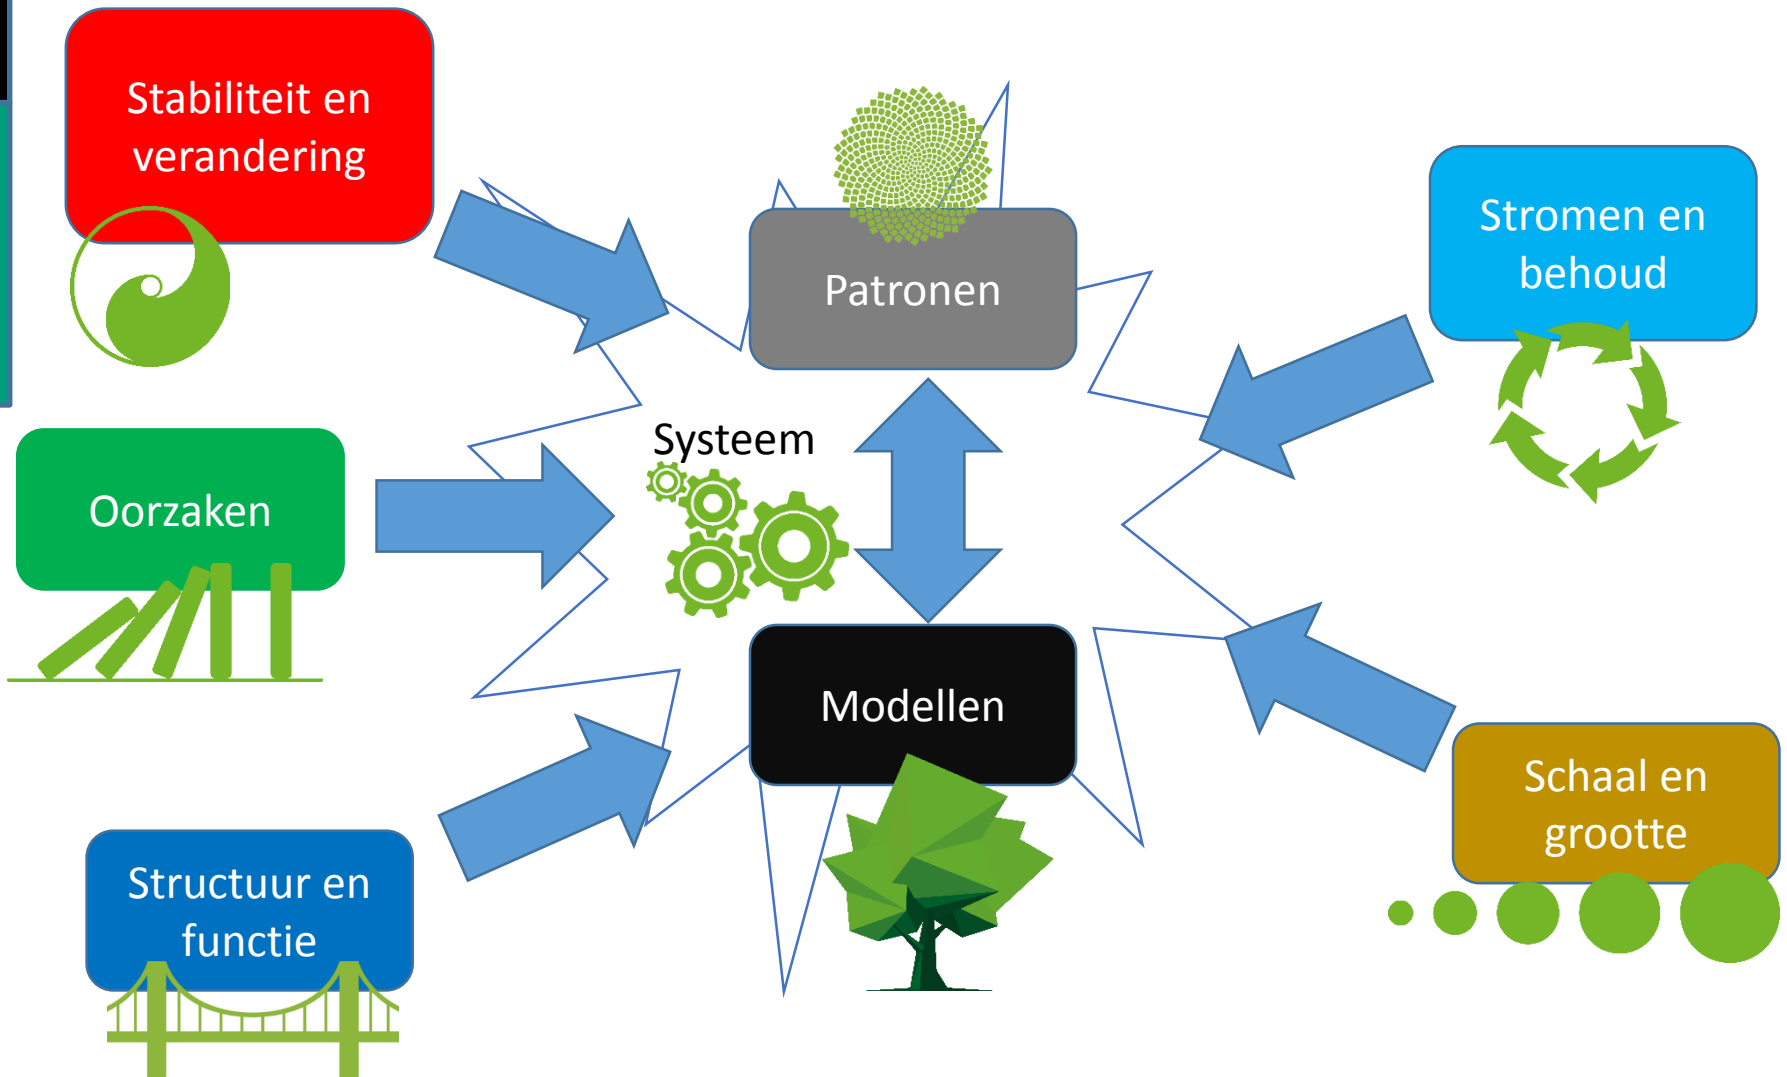 Stabiliteit en
verandering
Patronen
Stromen en
behoud
Systeem
Oorzaken
Modellen
Schaal en
grootte
Structuur en
functie